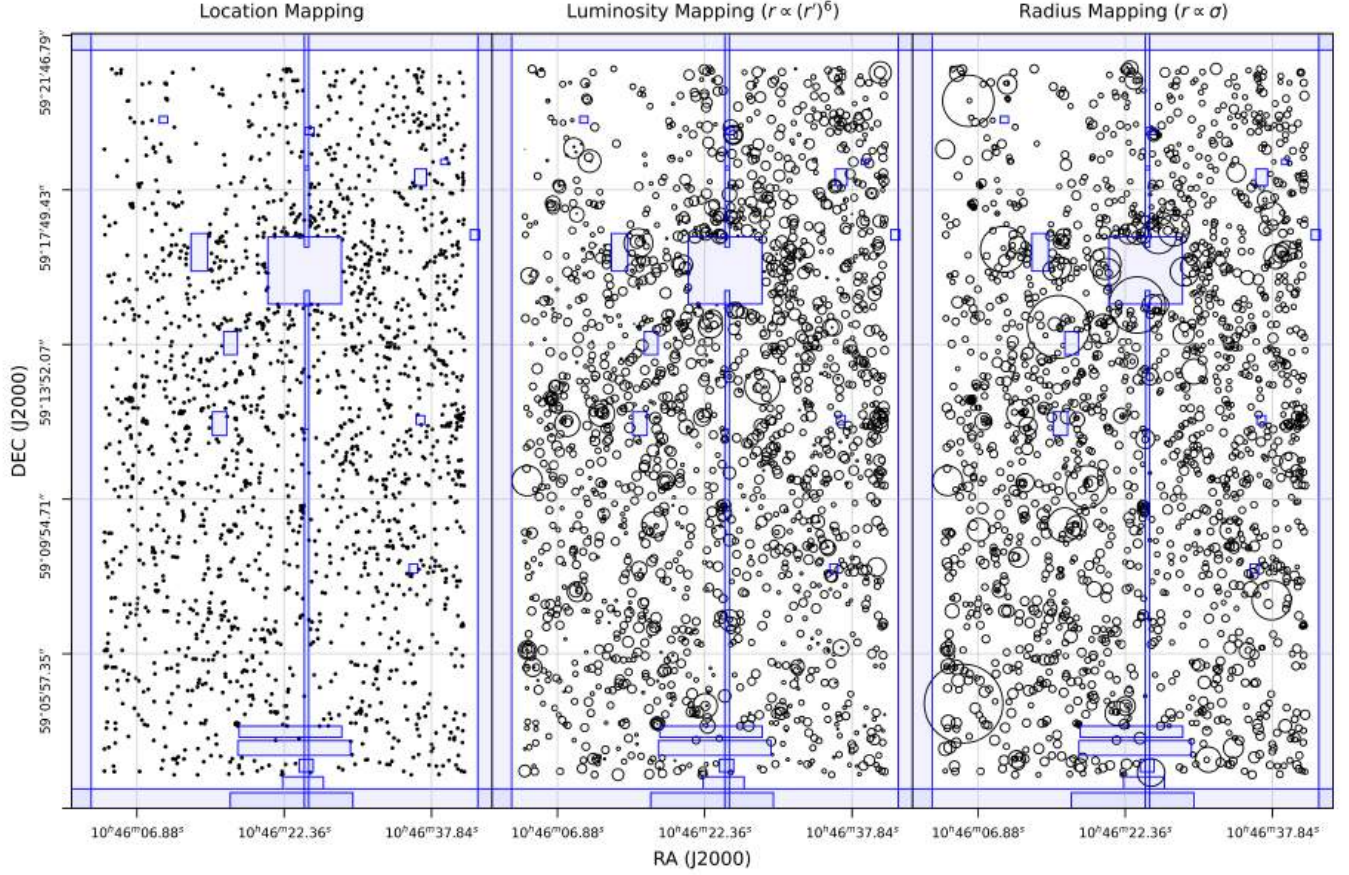 Location Mapping
Luminosity Mapping (r ∝ (r′)⁶)
Radius Mapping (r ∝ σ)
DEC (J2000)
59°21′46.79″
59°17′49.43″
59°13′52.07″
59°09′54.71″
59°05′57.35″
10ʰ46ᵐ06.88ˢ 10ʰ46ᵐ22.36ˢ 10ʰ46ᵐ37.84ˢ 10ʰ46ᵐ06.88ˢ 10ʰ46ᵐ22.36ˢ 10ʰ46ᵐ37.84ˢ 10ʰ46ᵐ06.88ˢ 10ʰ46ᵐ22.36ˢ 10ʰ46ᵐ37.84ˢ
RA (J2000)